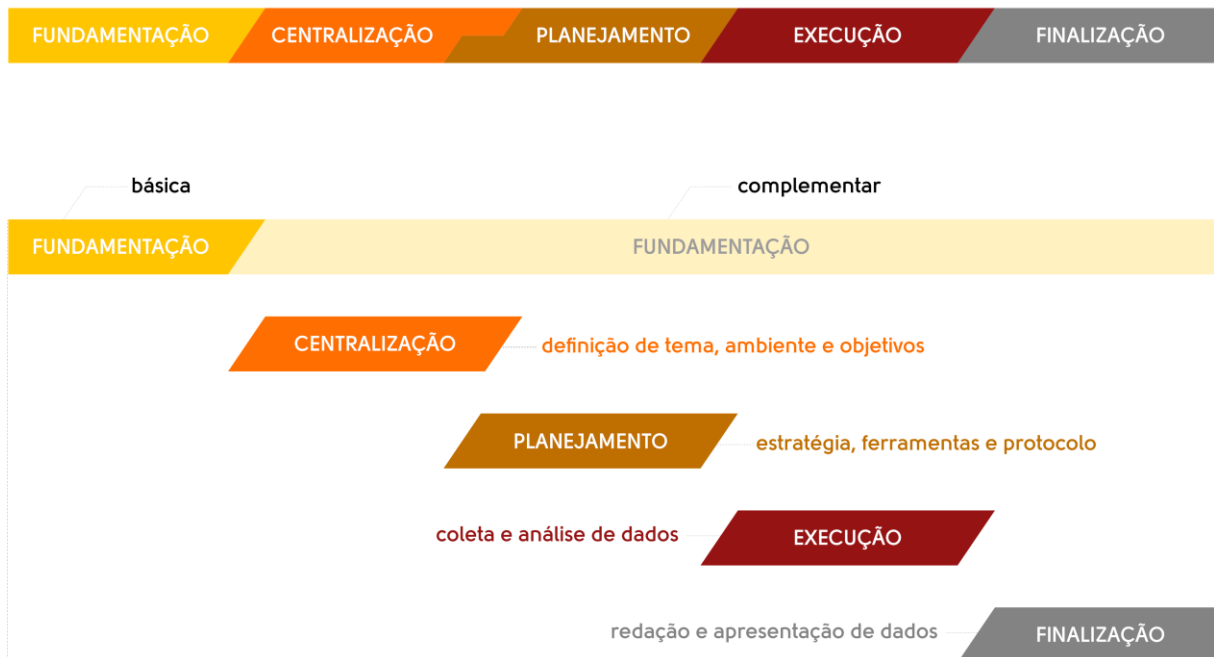 FUNDAMENTAÇÃO CENTRALIZAÇÃO PLANEJAMENTO EXECUÇÃO FINALIZAÇÃO
básica complementar
FUNDAMENTAÇÃO FUNDAMENTAÇÃO
CENTRALIZAÇÃO definição de tema, ambiente e objetivos
PLANEJAMENTO estratégia, ferramentas e protocolo
coleta e análise de dados EXECUÇÃO
redação e apresentação de dados FINALIZAÇÃO